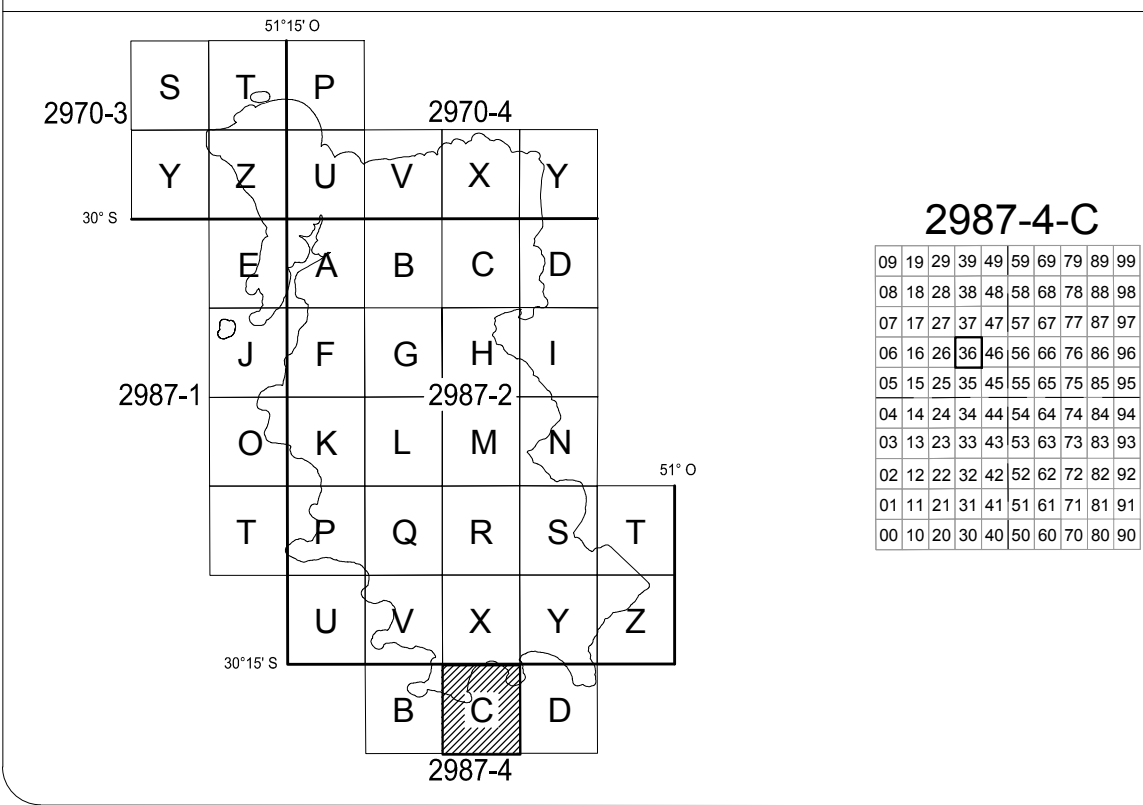 51°15' O
S T P
2970-3
2970-4
Y Z U V X Y
30° S
E A B C D
J F G H I
2987-1
2987-2
O K L M N
51° O
T P Q R S T
U V X Y Z
30°15' S
B C D
2987-4
2987-4-C
09 19 29 39 49 59 69 79 89 99
08 18 28 38 48 58 68 78 88 98
07 17 27 37 47 57 67 77 87 97
06 16 26 36 46 56 66 76 86 96
05 15 25 35 45 55 65 75 85 95
04 14 24 34 44 54 64 74 84 94
03 13 23 33 43 53 63 73 83 93
02 12 22 32 42 52 62 72 82 92
01 11 21 31 41 51 61 71 81 91
00 10 20 30 40 50 60 70 80 90